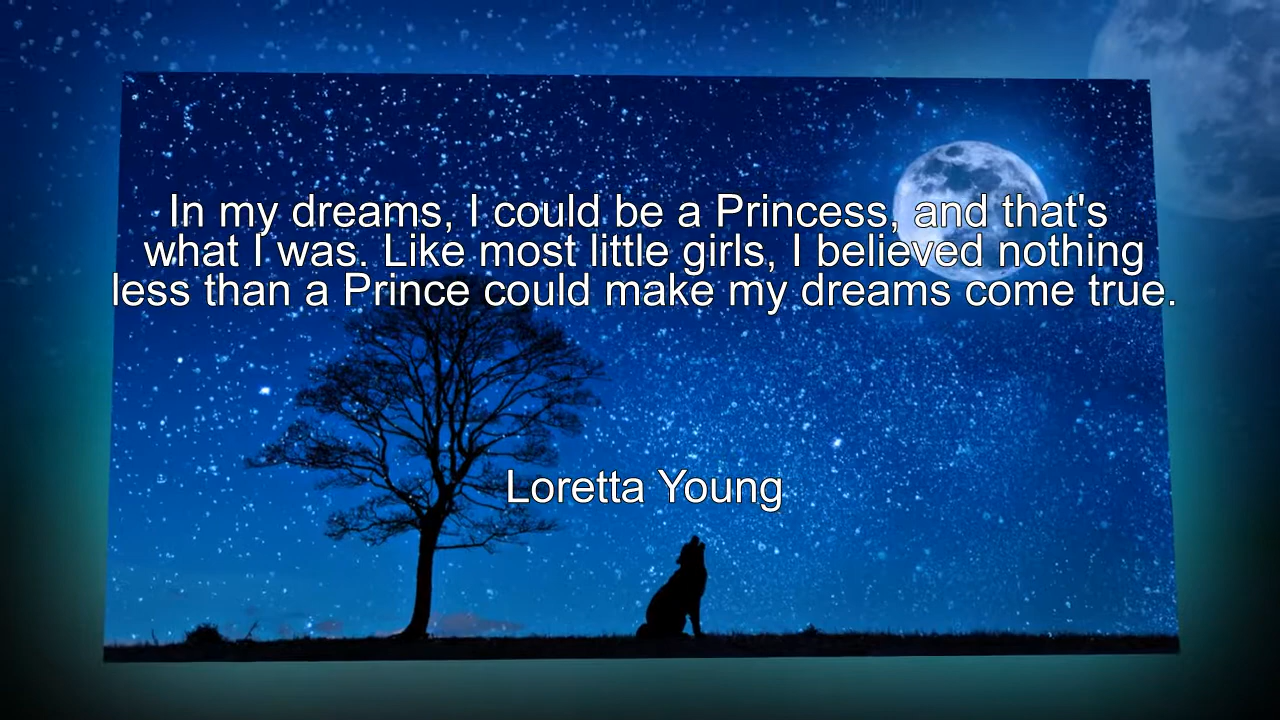 In my dreams, I could be a Princess, and that's
what I was. Like most little girls, I believed nothing
less than a Prince could make my dreams come true.
Loretta Young